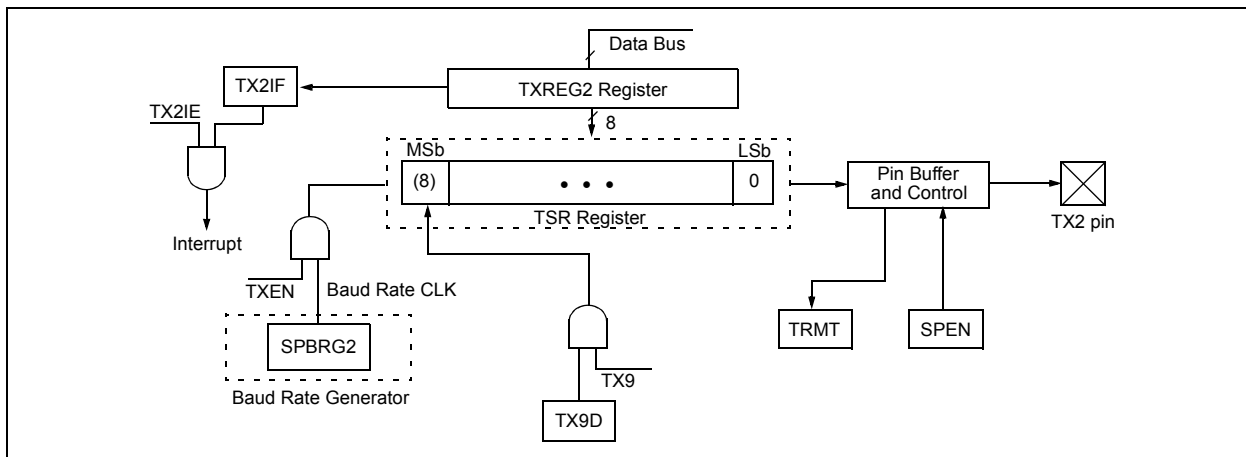 Data Bus
TX2IF
TXREG2 Register
TX2IE
8
MSb
LSb
(8)
• • •
0
Pin Buffer
and Control
TSR Register
TX2 pin
Interrupt
TXEN
Baud Rate CLK
TRMT
SPEN
SPBRG2
TX9
Baud Rate Generator
TX9D